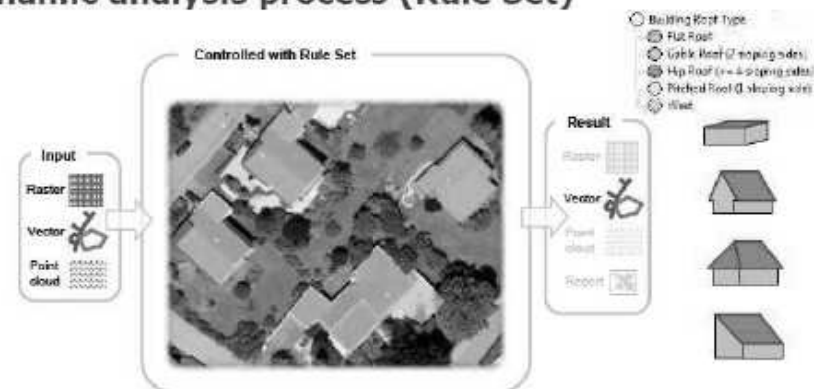 analysis process (Rule Set)
Building Roof Type
Flat Roof
Gable Roof (2 sloping sides)
Hip Roof (>= 4 sloping sides)
Pitched Roof (1 sloping side)
Controlled with Rule Set
Input
Raster
Vector
Point
cloud
Result
Raster
Vector
Point
cloud
Report